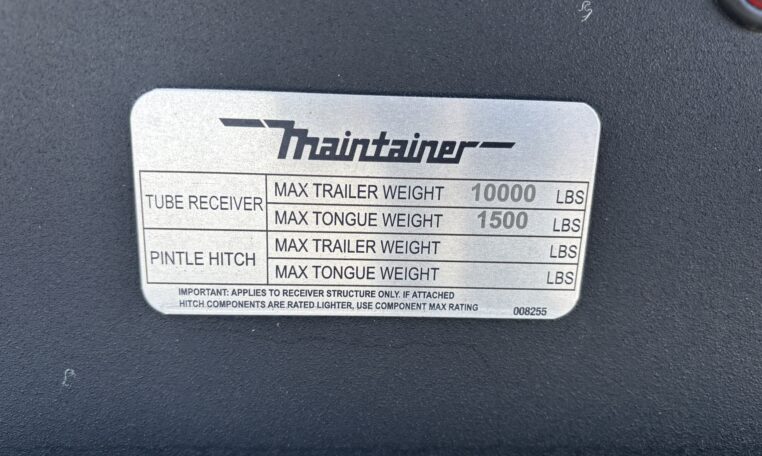 Maintainer
TUBE RECEIVER
MAX TRAILER WEIGHT 10000 LBS
MAX TONGUE WEIGHT 1500 LBS
PINTLE HITCH
MAX TRAILER WEIGHT LBS
MAX TONGUE WEIGHT LBS
IMPORTANT: APPLIES TO RECEIVER STRUCTURE ONLY. IF ATTACHED
HITCH COMPONENTS ARE RATED LIGHTER, USE COMPONENT MAX RATING
008255